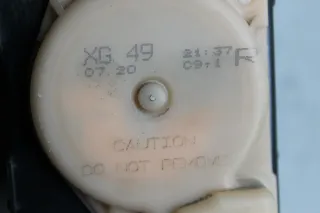 XG 49 21:37 R
07 20 09:1
CAUTION
DO NOT REMOVE